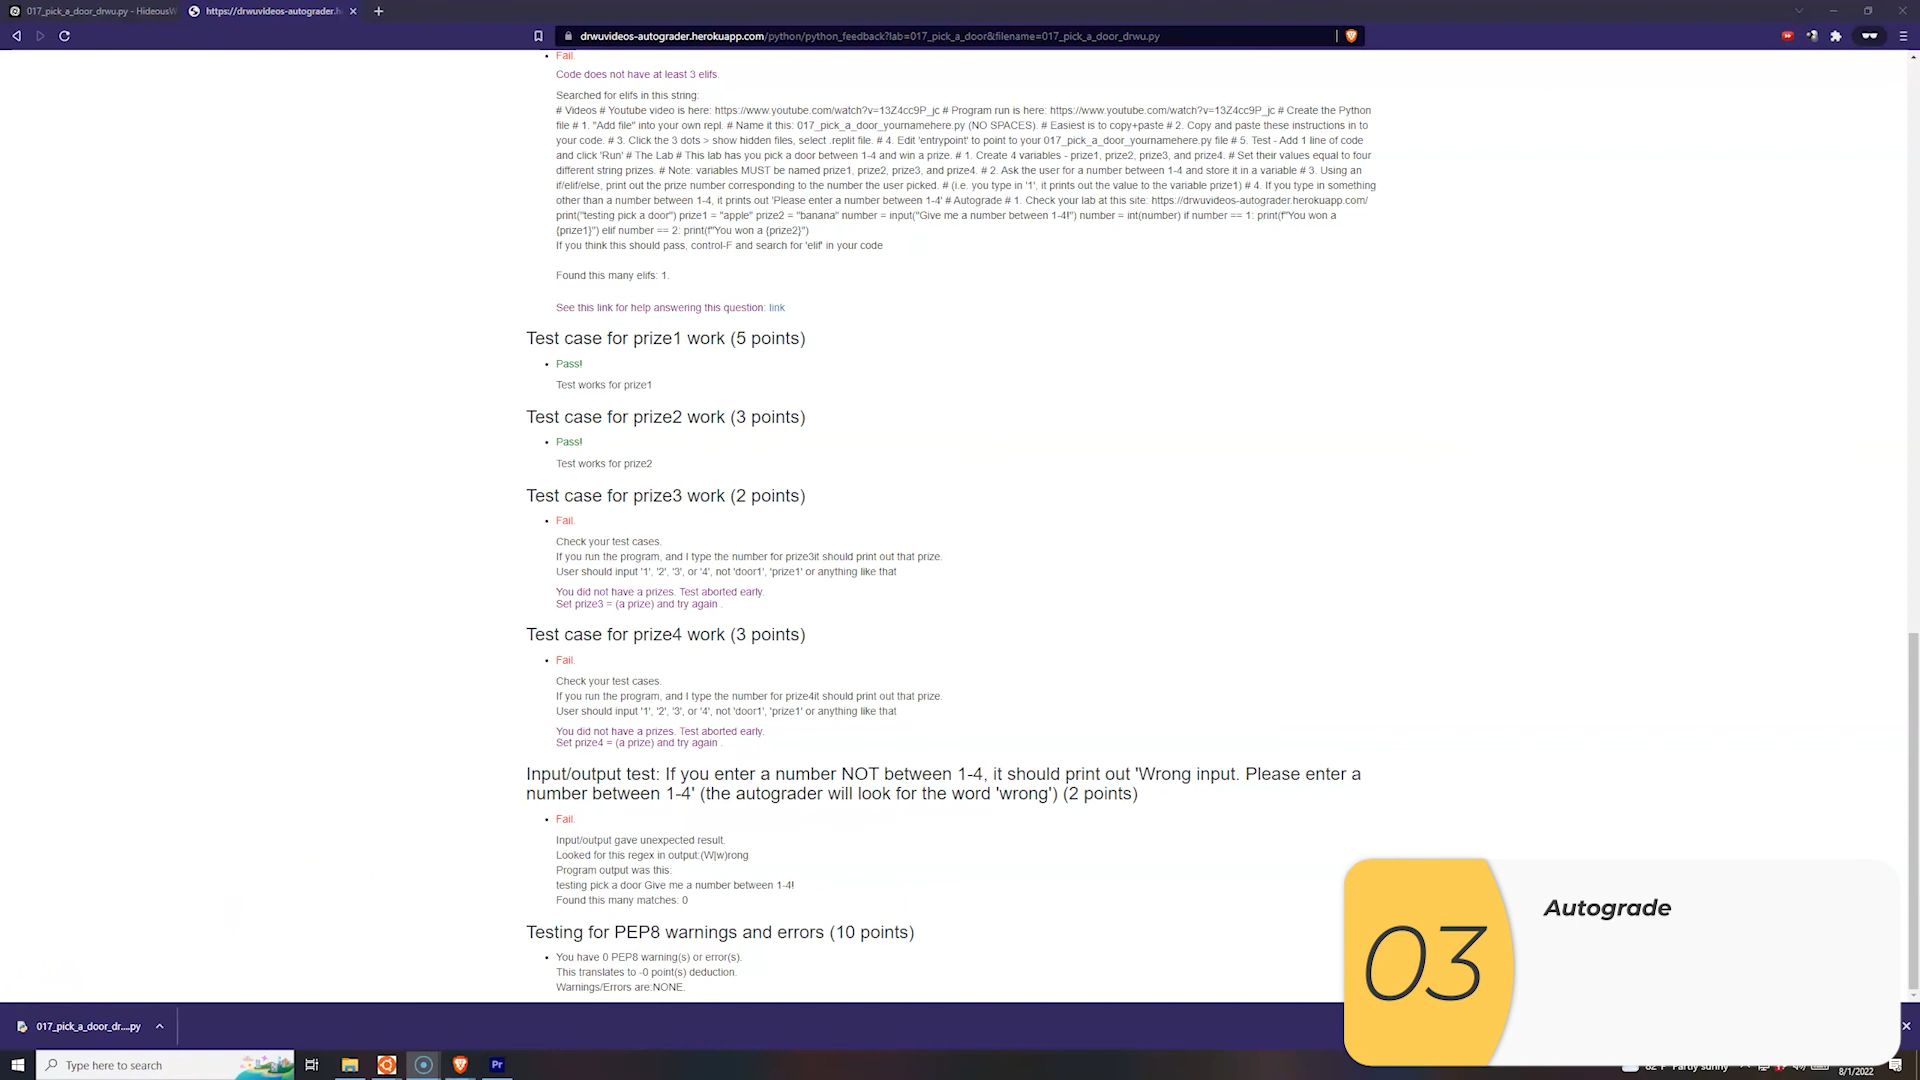 017_pick_a_door_drwu.py - HideousW
https://drwuvideos-autograder.h
drwuvideos-autograder.herokuapp.com/python/python_feedback?lab=017_pick_a_door&filename=017_pick_a_door_drwu.py
Fail.
Code does not have at least 3 elifs.
Searched for elifs in this string:
# Videos # Youtube video is here: https://www.youtube.com/watch?v=13Z4cc9P_jc # Program run is here: https://www.youtube.com/watch?v=13Z4cc9P_jc # Create the Python
file # 1. "Add file" into your own repl. # Name it this: 017_pick_a_door_yournamehere.py (NO SPACES). # Easiest is to copy+paste # 2. Copy and paste these instructions in to
your code. # 3. Click the 3 dots > show hidden files, select .replit file. # 4. Edit 'entrypoint' to point to your 017_pick_a_door_yournamehere.py file # 5. Test - Add 1 line of code
and click 'Run' # The Lab # This lab has you pick a door between 1-4 and win a prize. # 1. Create 4 variables - prize1, prize2, prize3, and prize4. # Set their values equal to four
different string prizes. # Note: variables MUST be named prize1, prize2, prize3, and prize4. # 2. Ask the user for a number between 1-4 and store it in a variable # 3. Using an
if/elif/else, print out the prize number corresponding to the number the user picked. # (i.e. you type in '1', it prints out the value to the variable prize1) # 4. If you type in something
other than a number between 1-4, it prints out 'Please enter a number between 1-4' # Autograde # 1. Check your lab at this site: https://drwuvideos-autograder.herokuapp.com/
print("testing pick a door") prize1 = "apple" prize2 = "banana" number = input("Give me a number between 1-4!") number = int(number) if number == 1: print(f"You won a
{prize1}") elif number == 2: print(f"You won a {prize2}")
If you think this should pass, control-F and search for 'elif' in your code
Found this many elifs: 1.
See this link for help answering this question: link
Test case for prize1 work (5 points)
Pass!
Test works for prize1
Test case for prize2 work (3 points)
Pass!
Test works for prize2
Test case for prize3 work (2 points)
Fail.
Check your test cases.
If you run the program, and I type the number for prize3it should print out that prize.
User should input '1', '2', '3', or '4', not 'door1', 'prize1' or anything like that
You did not have a prizes. Test aborted early.
Set prize3 = (a prize) and try again .
Test case for prize4 work (3 points)
Fail.
Check your test cases.
If you run the program, and I type the number for prize4it should print out that prize.
User should input '1', '2', '3', or '4', not 'door1', 'prize1' or anything like that
You did not have a prizes. Test aborted early.
Set prize4 = (a prize) and try again .
Input/output test: If you enter a number NOT between 1-4, it should print out 'Wrong input. Please enter a
number between 1-4' (the autograder will look for the word 'wrong') (2 points)
Fail.
Input/output gave unexpected result.
Looked for this regex in output:(W|w)rong
Program output was this:
testing pick a door Give me a number between 1-4!
Found this many matches: 0
Testing for PEP8 warnings and errors (10 points)
You have 0 PEP8 warning(s) or error(s).
This translates to -0 point(s) deduction.
Warnings/Errors are:NONE.
03
Autograde
017_pick_a_door_dr....py
Type here to search
Pr
82°F Partly sunny
8/1/2022